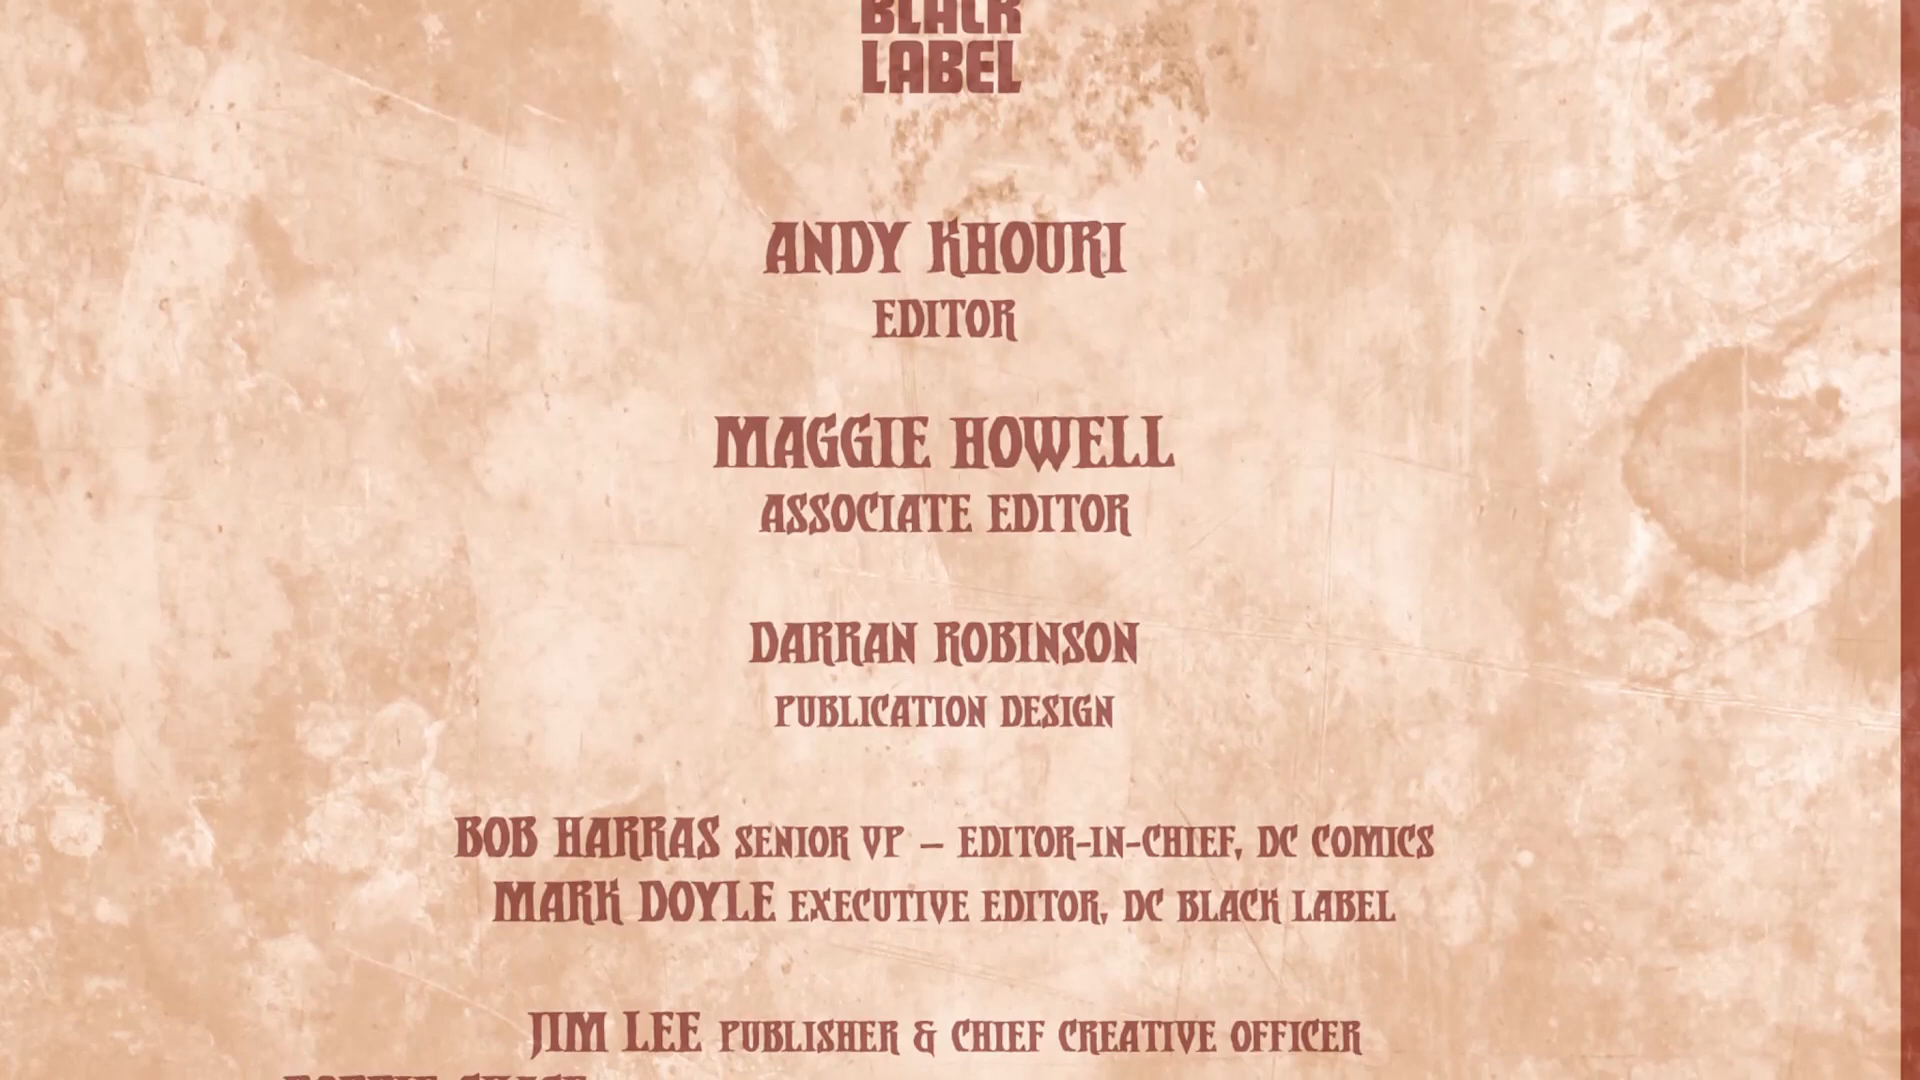 BLACK
LABEL
ANDY KHOURI
EDITOR
MAGGIE HOWELL
ASSOCIATE EDITOR
DARRAN ROBINSON
PUBLICATION DESIGN
BOB HARRAS SENIOR VP – EDITOR-IN-CHIEF, DC COMICS
MARK DOYLE EXECUTIVE EDITOR, DC BLACK LABEL
JIM LEE PUBLISHER & CHIEF CREATIVE OFFICER